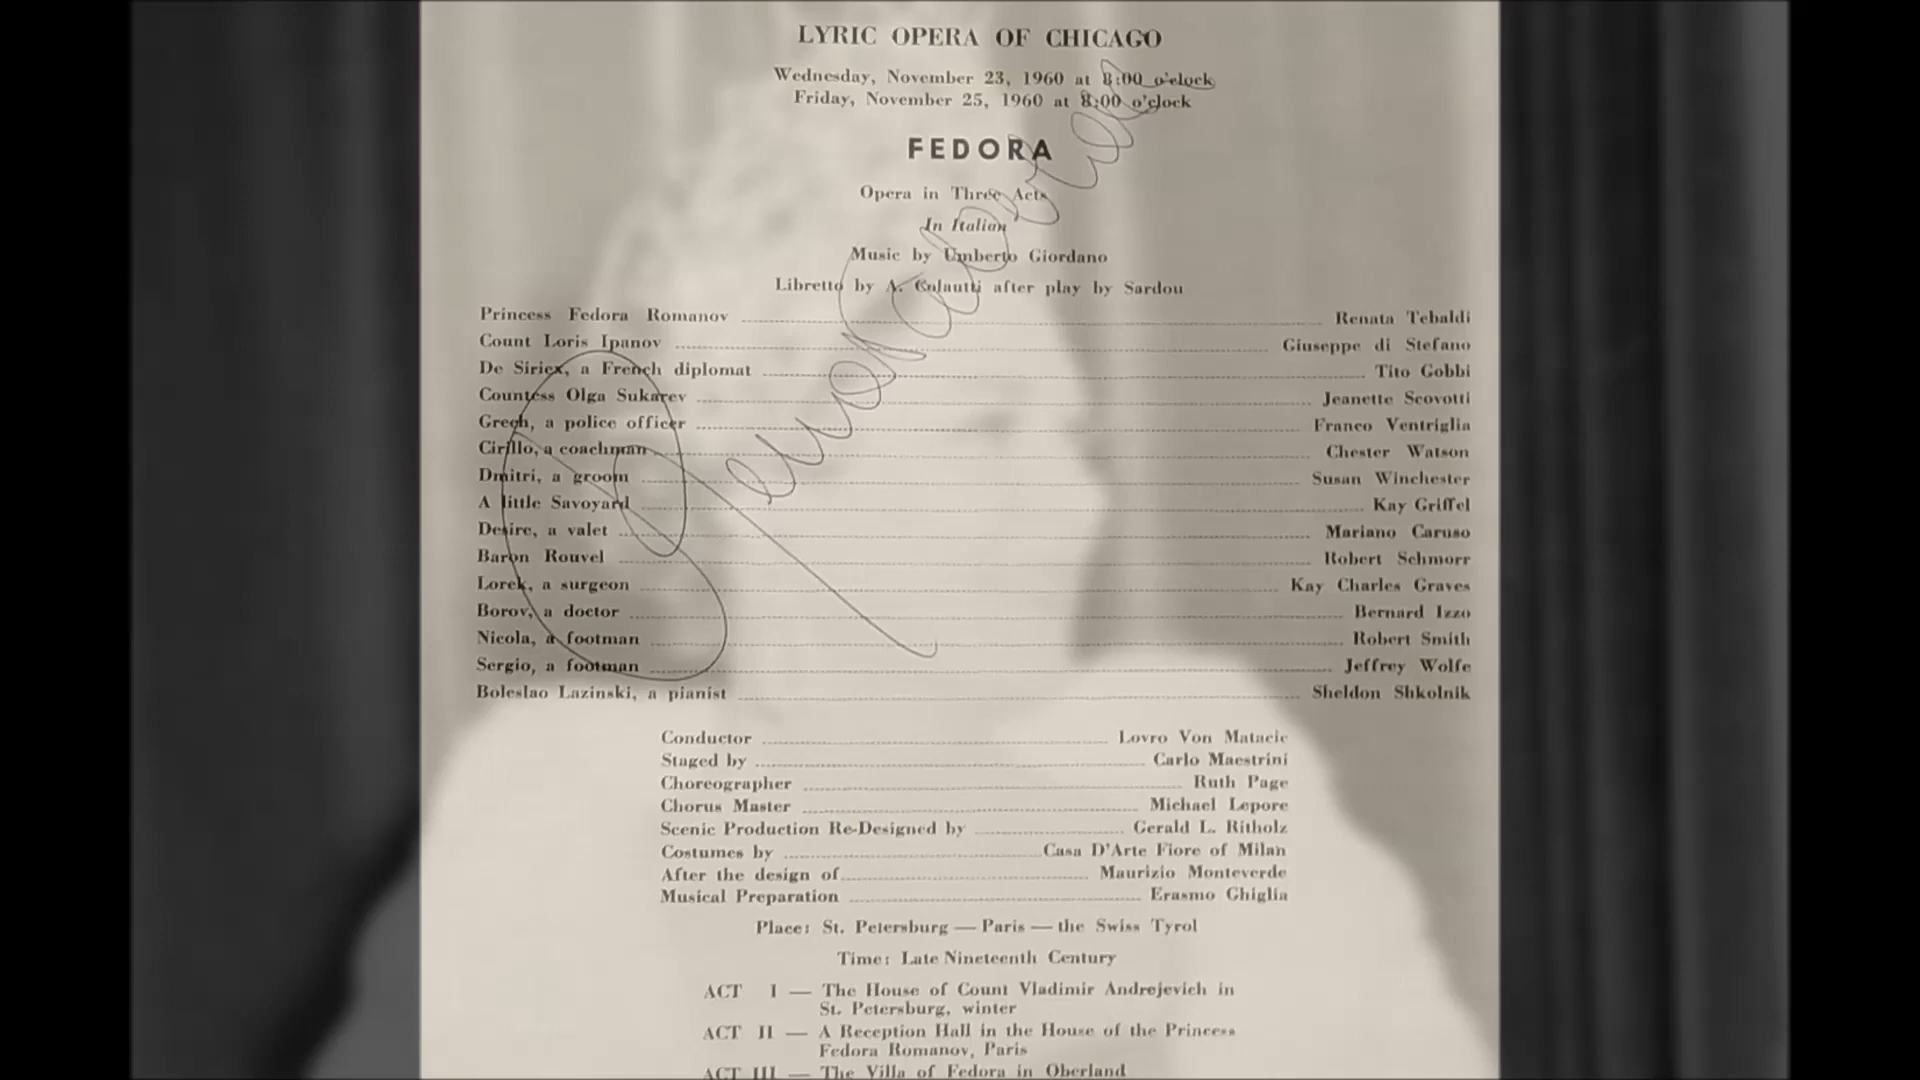 LYRIC OPERA OF CHICAGO
Wednesday, November 23, 1960 at 8:00 o'clock
Friday, November 25, 1960 at 8:00 o'clock
FEDORA
Opera in Three Acts
In Italian
Music by Umberto Giordano
Libretto by A. Colautti after play by Sardou
Princess Fedora Romanov Renata Tebaldi
Count Loris Ipanov Giuseppe di Stefano
De Siriex, a French diplomat Tito Gobbi
Countess Olga Sukarev Jeanette Scovotti
Grech, a police officer Franco Ventriglia
Cirillo, a coachman Chester Watson
Dmitri, a groom Susan Winchester
A little Savoyard Kay Griffel
Desire, a valet Mariano Caruso
Baron Rouvel Robert Schmorr
Lorek, a surgeon Kay Charles Graves
Borov, a doctor Bernard Izzo
Nicola, a footman Robert Smith
Sergio, a footman Jeffrey Wolfe
Boleslao Lazinski, a pianist Sheldon Shkolnik
Conductor Lovro Von Matacic
Staged by Carlo Maestrini
Choreographer Ruth Page
Chorus Master Michael Lepore
Scenic Production Re-Designed by Gerald L. Ritholz
Costumes by Casa D'Arte Fiore of Milan
After the design of Maurizio Monteverde
Musical Preparation Erasmo Ghiglia
Place: St. Petersburg — Paris — the Swiss Tyrol
Time: Late Nineteenth Century
ACT I — The House of Count Vladimir Andrejevich in
St. Petersburg, winter
ACT II — A Reception Hall in the House of the Princess
Fedora Romanov, Paris
ACT III — The Villa of Fedora in Oberland